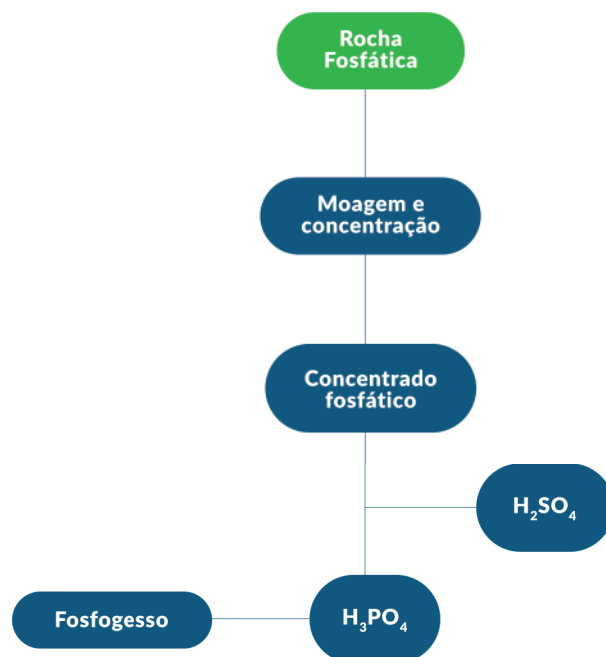 Rocha
Fosfática
Moagem e
concentração
Concentrado
fosfático
H₂SO₄
Fosfogesso
H₃PO₄